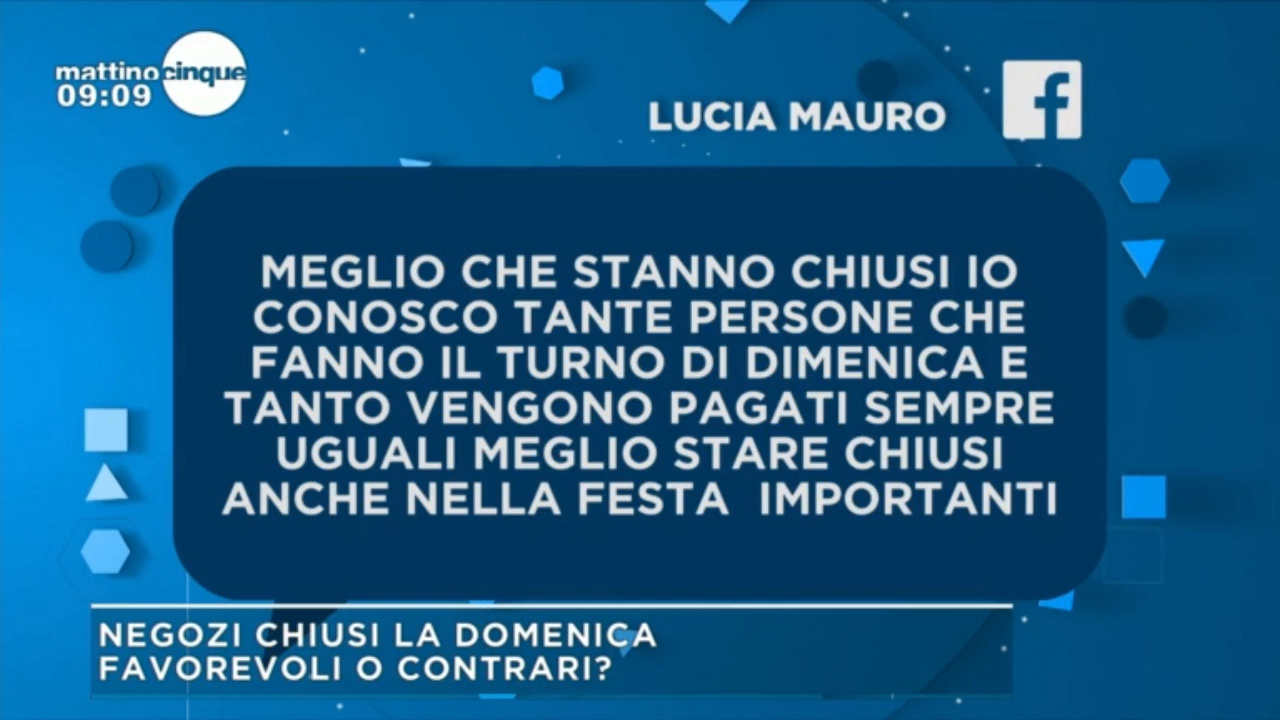 mattino cinque
09:09
LUCIA MAURO
MEGLIO CHE STANNO CHIUSI IO
CONOSCO TANTE PERSONE CHE
FANNO IL TURNO DI DIMENICA E
TANTO VENGONO PAGATI SEMPRE
UGUALI MEGLIO STARE CHIUSI
ANCHE NELLA FESTA  IMPORTANTI
NEGOZI CHIUSI LA DOMENICA
FAVOREVOLI O CONTRARI?